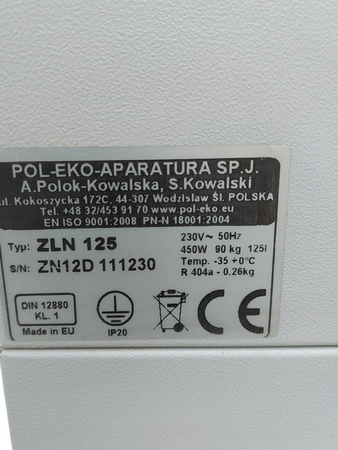 POL-EKO-APARATURA SP.J.
A.Polok-Kowalska, S.Kowalski
ul. Kokoszycka 172C. 44-307 Wodzisław Śl. POLSKA
Tel. +48 32/453 91 70 www.pol-eko.eu
EN ISO 9001:2008 PN-N 18001:2004
Typ: ZLN 125
230V~ 50Hz
450W 90 kg 125l
S/N: ZN12D 111230
Temp. -35 +0°C
R 404a - 0.26kg
DIN 12880
KL. 1
Made in EU
IP20
CE